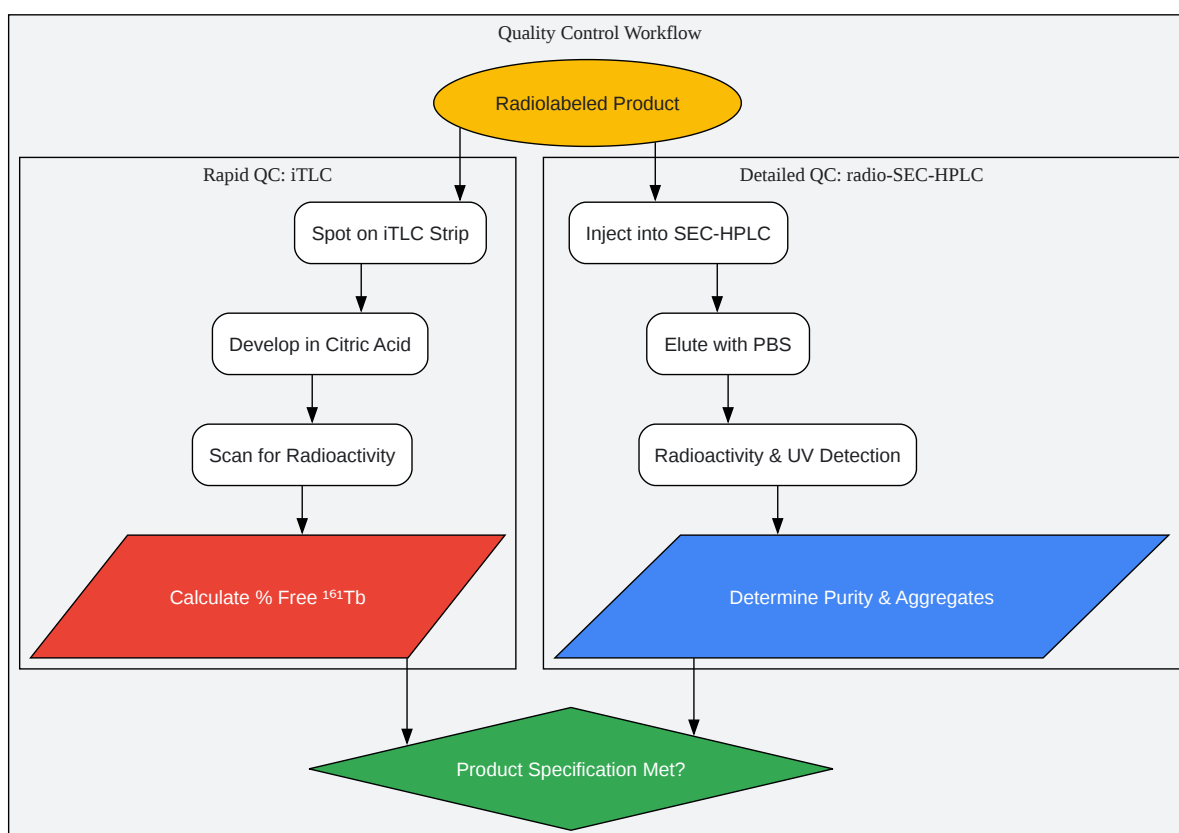 Quality Control Workflow
Radiolabeled Product
Rapid QC: iTLC
Spot on iTLC Strip
Develop in Citric Acid
Scan for Radioactivity
Calculate % Free ¹⁶¹Tb
Detailed QC: radio-SEC-HPLC
Inject into SEC-HPLC
Elute with PBS
Radioactivity & UV Detection
Determine Purity & Aggregates
Product Specification Met?